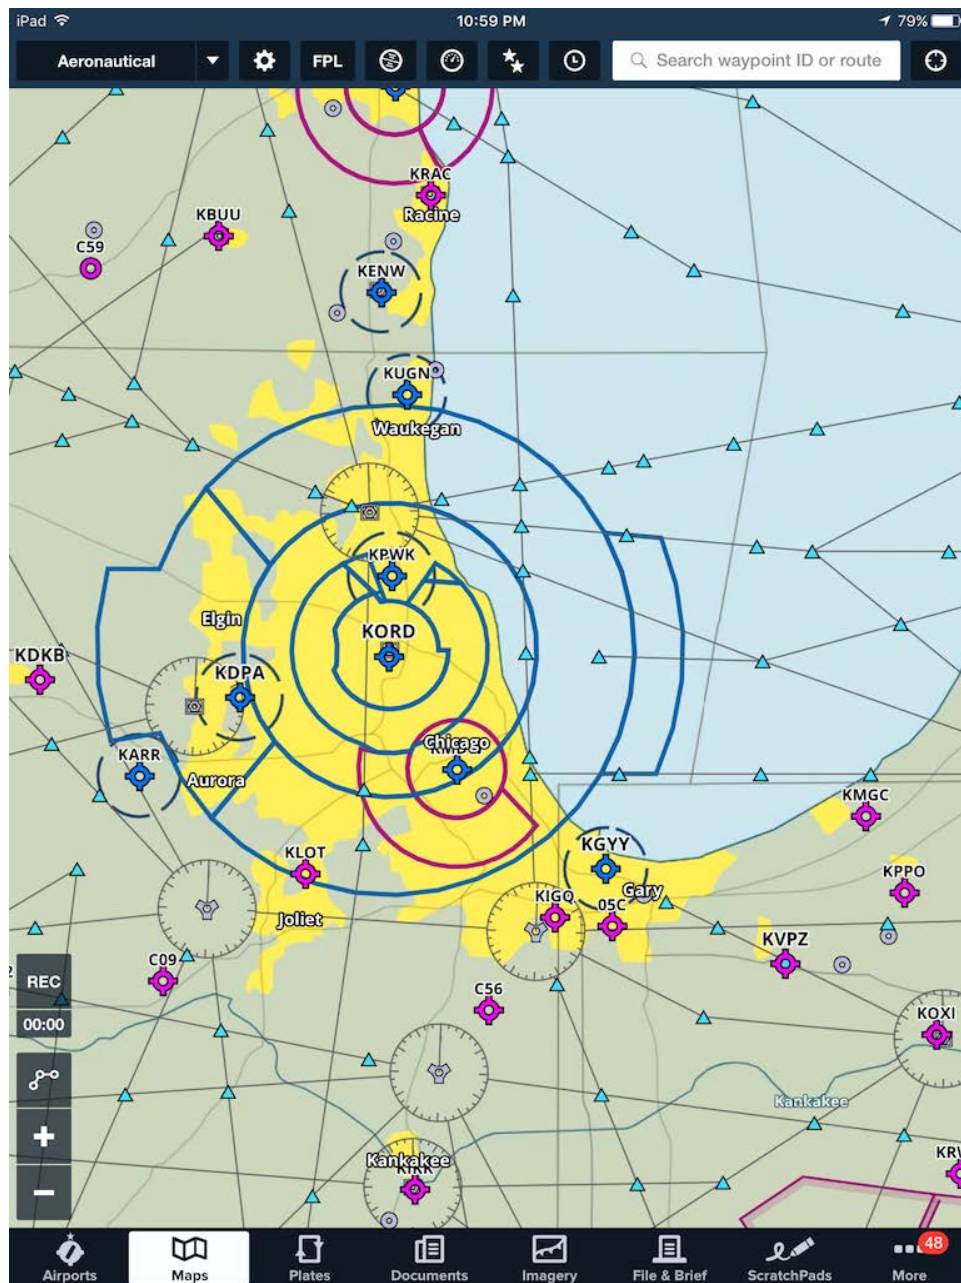 iPad 10:59 PM 79%
Aeronautical FPL Search waypoint ID or route
KRAC
Racine
KBUU
C59
KENW
KUGN
Waukegan
KPWK
Elgin
KORD
KDKB
KDPA
Chicago
KARR
Aurora
KMGC
KLOT
KGYY
Gary
KPPO
KIGQ
05C
Joliet
KVPZ
C09
REC
C56
00:00
KOXI
Kankakee
Kankakee
KIKK
48
Airports Maps Plates Documents Imagery File & Brief ScratchPads More